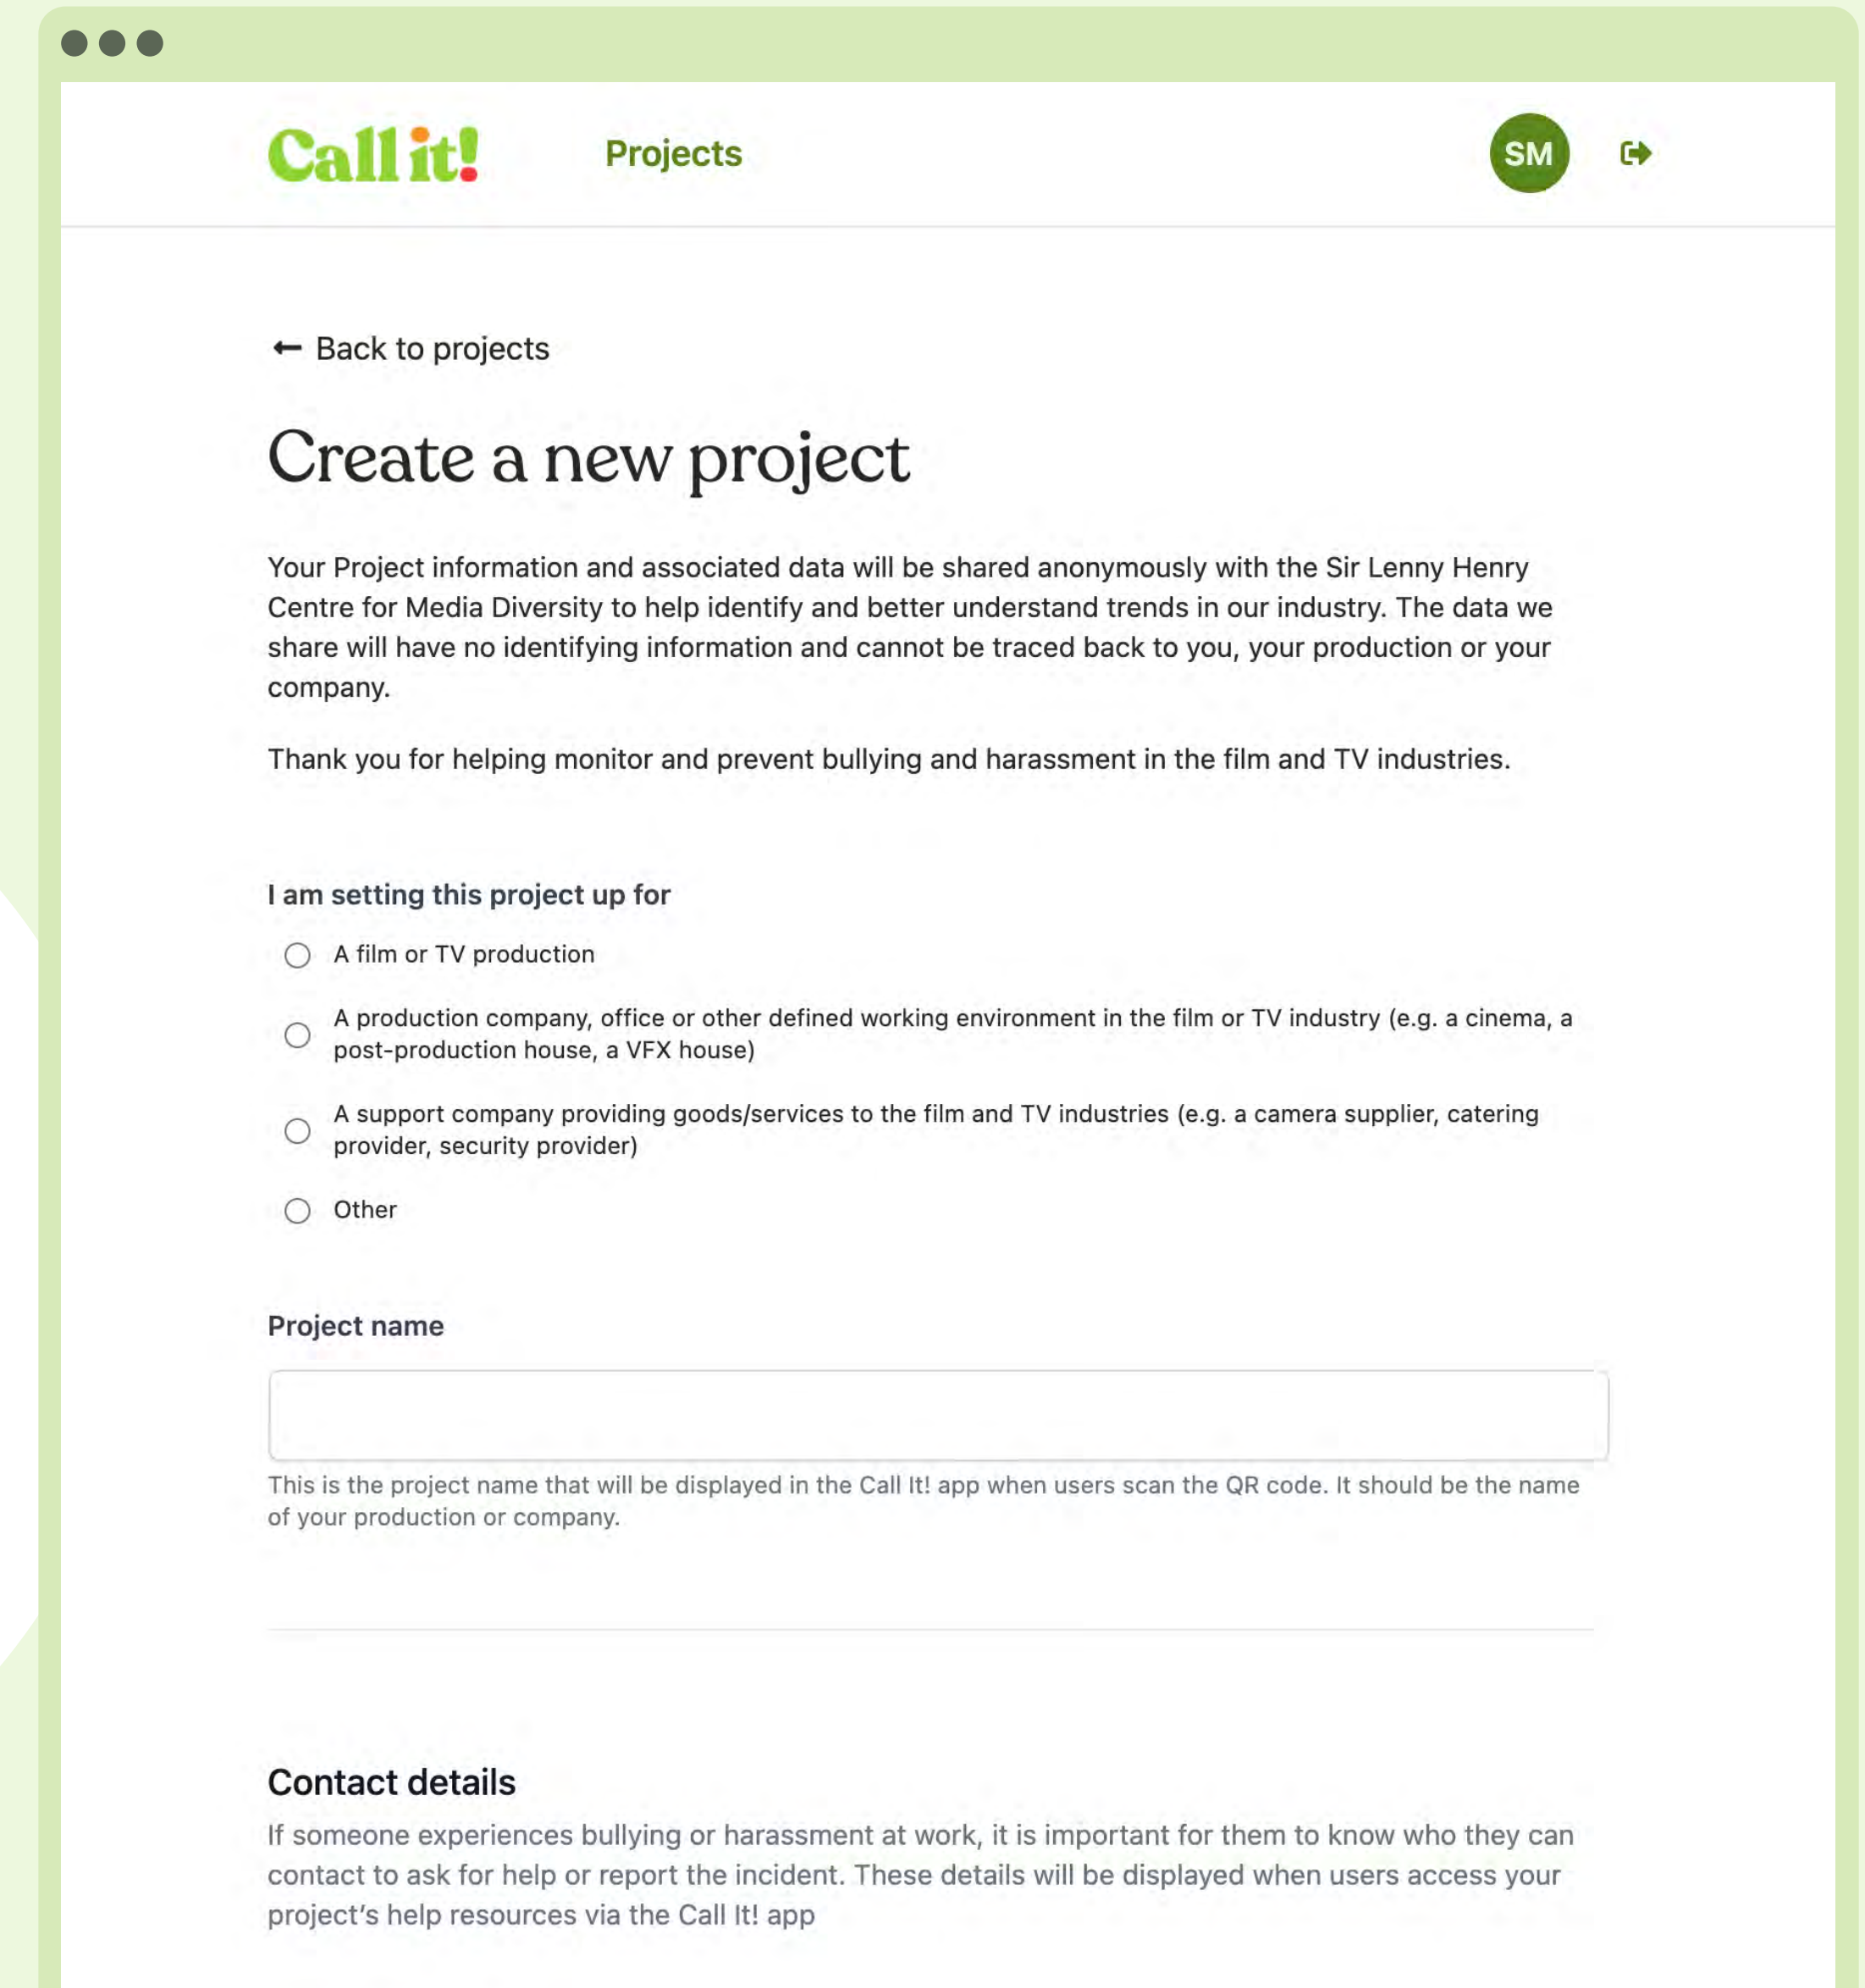 Call it!
Projects
SM
Back to projects
Create a new project
Your Project information and associated data will be shared anonymously with the Sir Lenny Henry
Centre for Media Diversity to help identify and better understand trends in our industry. The data we
share will have no identifying information and cannot be traced back to you, your production or your
company.
Thank you for helping monitor and prevent bullying and harassment in the film and TV industries.
I am setting this project up for
A film or TV production
A production company, office or other defined working environment in the film or TV industry (e.g. a cinema, a
post-production house, a VFX house)
A support company providing goods/services to the film and TV industries (e.g. a camera supplier, catering
provider, security provider)
Other
Project name
This is the project name that will be displayed in the Call It! app when users scan the QR code. It should be the name
of your production or company.
Contact details
If someone experiences bullying or harassment at work, it is important for them to know who they can
contact to ask for help or report the incident. These details will be displayed when users access your
project's help resources via the Call It! app